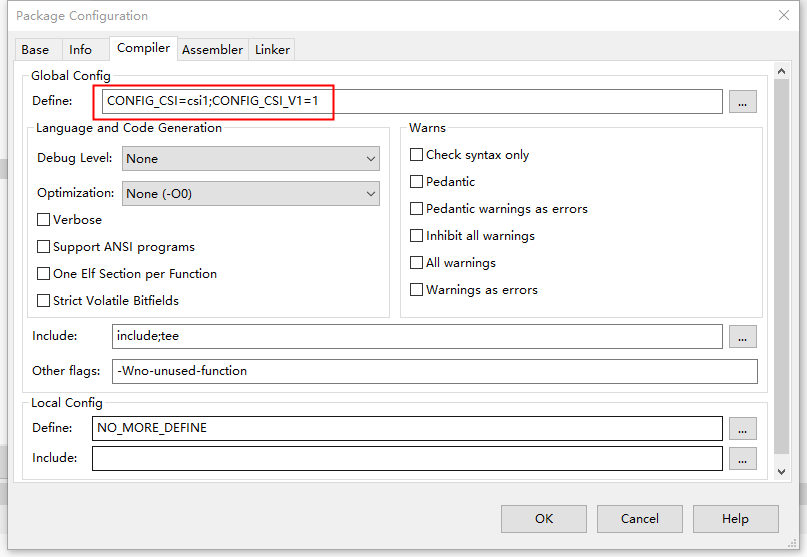 Package Configuration
Base Info Compiler Assembler Linker
Global Config
Define: CONFIG_CSI=csi1;CONFIG_CSI_V1=1 ...
Language and Code Generation
Debug Level: None
Optimization: None (-O0)
Verbose
Support ANSI programs
One Elf Section per Function
Strict Volatile Bitfields
Warns
Check syntax only
Pedantic
Pedantic warnings as errors
Inhibit all warnings
All warnings
Warnings as errors
Include: include;tee ...
Other flags: -Wno-unused-function
Local Config
Define: NO_MORE_DEFINE ...
Include: ...
OK Cancel Help